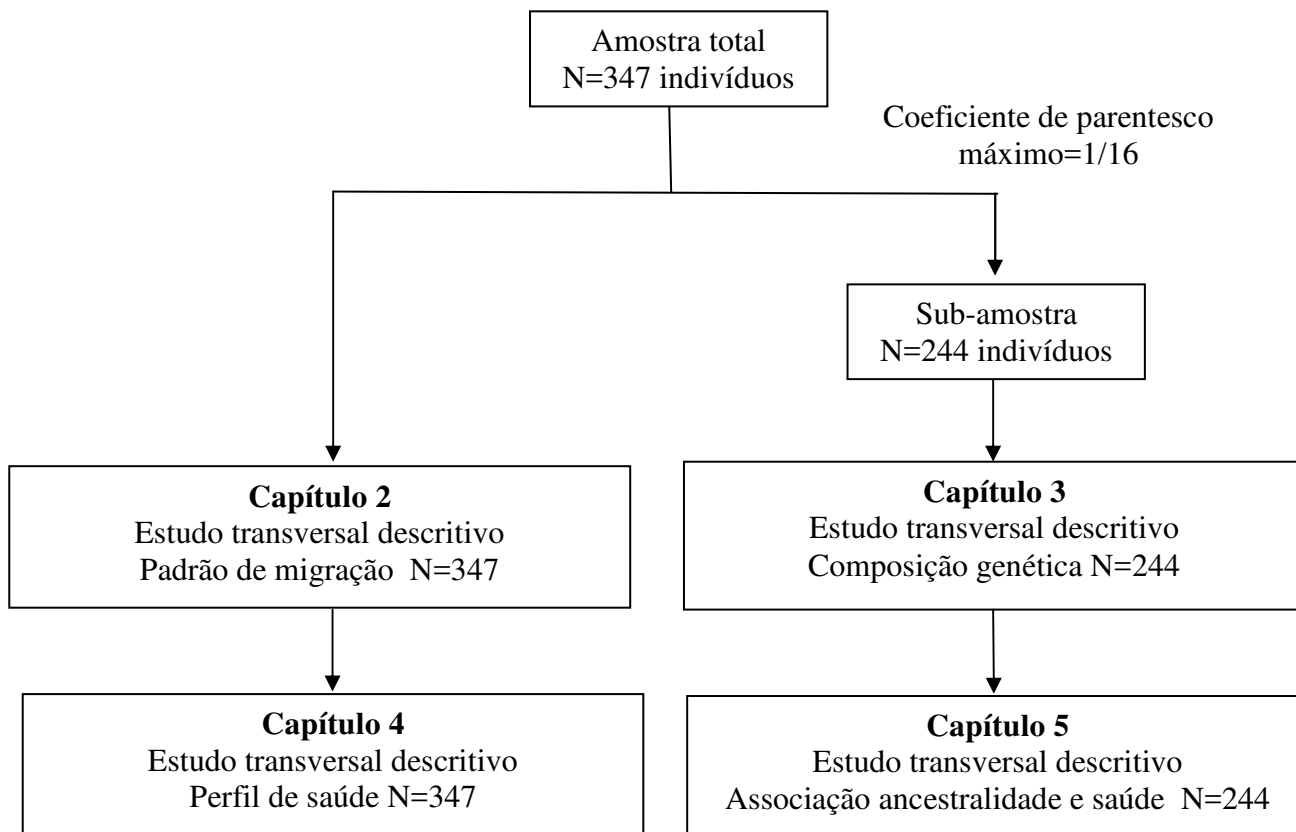 Amostra total
N=347 indivíduos
Coeficiente de parentesco
máximo=1/16
Sub-amostra
N=244 indivíduos
Capítulo 2
Estudo transversal descritivo
Padrão de migração N=347
Capítulo 3
Estudo transversal descritivo
Composição genética N=244
Capítulo 4
Estudo transversal descritivo
Perfil de saúde N=347
Capítulo 5
Estudo transversal descritivo
Associação ancestralidade e saúde N=244